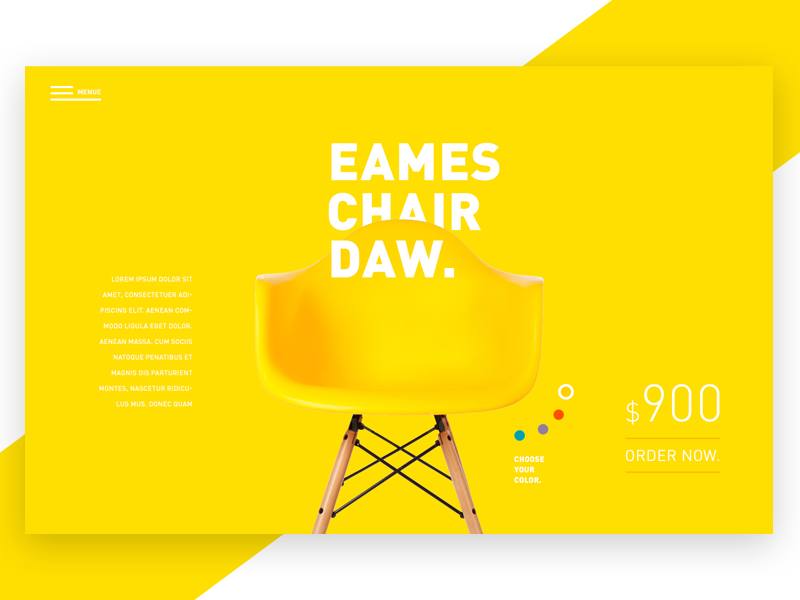 MENUE
EAMES
CHAIR
DAW.
LOREM IPSUM DOLOR SIT
AMET, CONSECTETUER ADI-
PISCING ELIT. AENEAN COM-
MODO LIGULA EGET DOLOR.
AENEAN MASSA. CUM SOCIIS
NATOQUE PENATIBUS ET
MAGNIS DIS PARTURIENT
MONTES, NASCETUR RIDICU-
LUS MUS. DONEC QUAM
CHOOSE
YOUR
COLOR.
$900
ORDER NOW.